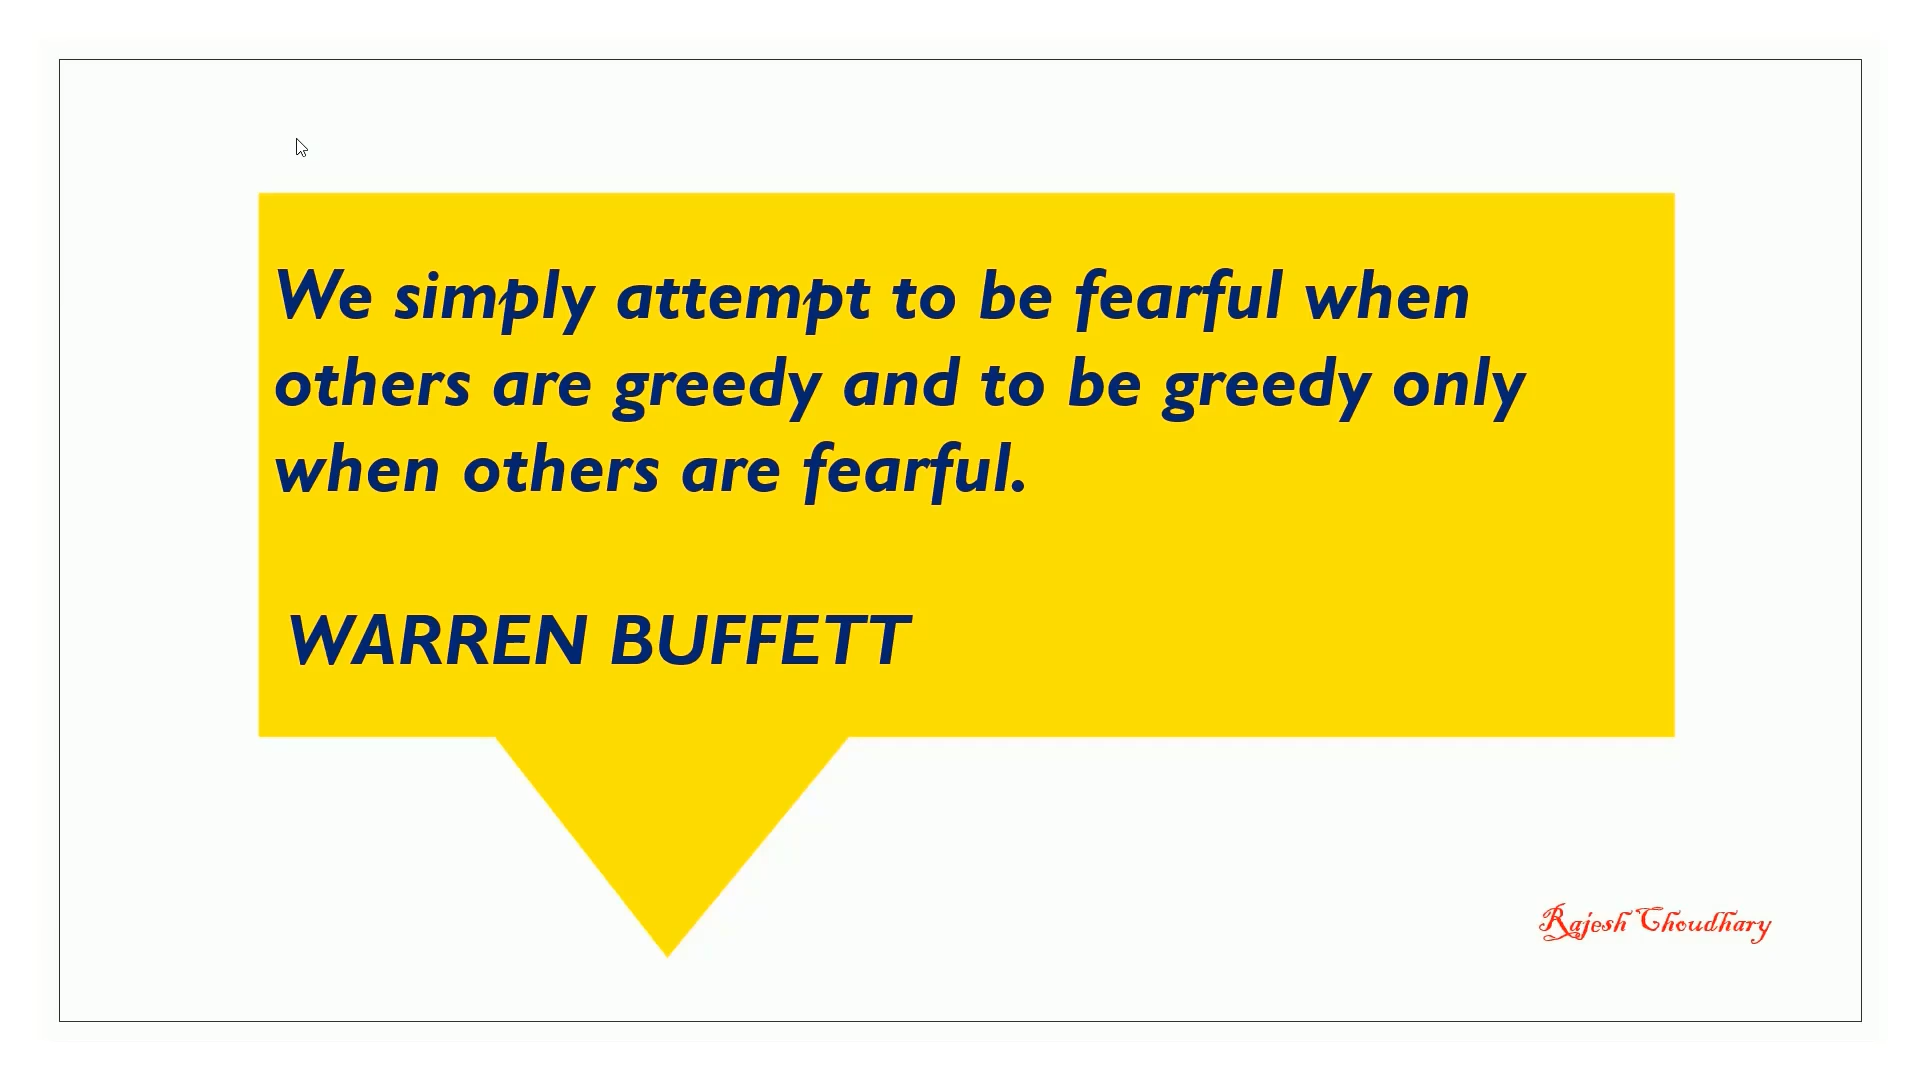 We simply attempt to be fearful when
others are greedy and to be greedy only
when others are fearful.
WARREN BUFFETT
Rajesh Choudhary